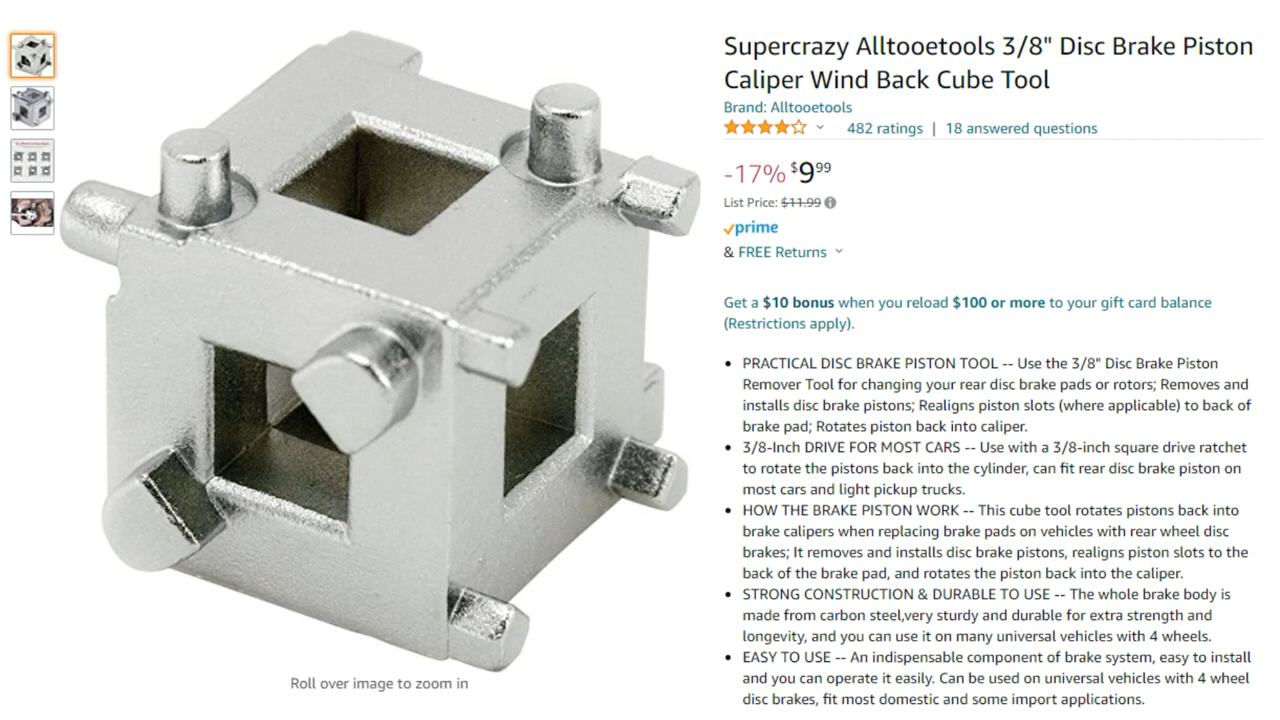 Supercrazy Alltooetools 3/8" Disc Brake Piston
Caliper Wind Back Cube Tool
Brand: Alltooetools
482 ratings | 18 answered questions
-17% $9.99
List Price: $11.99
prime
& FREE Returns
Get a $10 bonus when you reload $100 or more to your gift card balance
(Restrictions apply).
• PRACTICAL DISC BRAKE PISTON TOOL -- Use the 3/8" Disc Brake Piston
Remover Tool for changing your rear disc brake pads or rotors; Removes and
installs disc brake pistons; Realigns piston slots (where applicable) to back of
brake pad; Rotates piston back into caliper.
• 3/8-Inch DRIVE FOR MOST CARS -- Use with a 3/8-inch square drive ratchet
to rotate the pistons back into the cylinder, can fit rear disc brake piston on
most cars and light pickup trucks.
• HOW THE BRAKE PISTON WORK -- This cube tool rotates pistons back into
brake calipers when replacing brake pads on vehicles with rear wheel disc
brakes; It removes and installs disc brake pistons, realigns piston slots to the
back of the brake pad, and rotates the piston back into the caliper.
• STRONG CONSTRUCTION & DURABLE TO USE -- The whole brake body is
made from carbon steel,very sturdy and durable for extra strength and
longevity, and you can use it on many universal vehicles with 4 wheels.
• EASY TO USE -- An indispensable component of brake system, easy to install
and you can operate it easily. Can be used on universal vehicles with 4 wheel
disc brakes, fit most domestic and some import applications.
Roll over image to zoom in